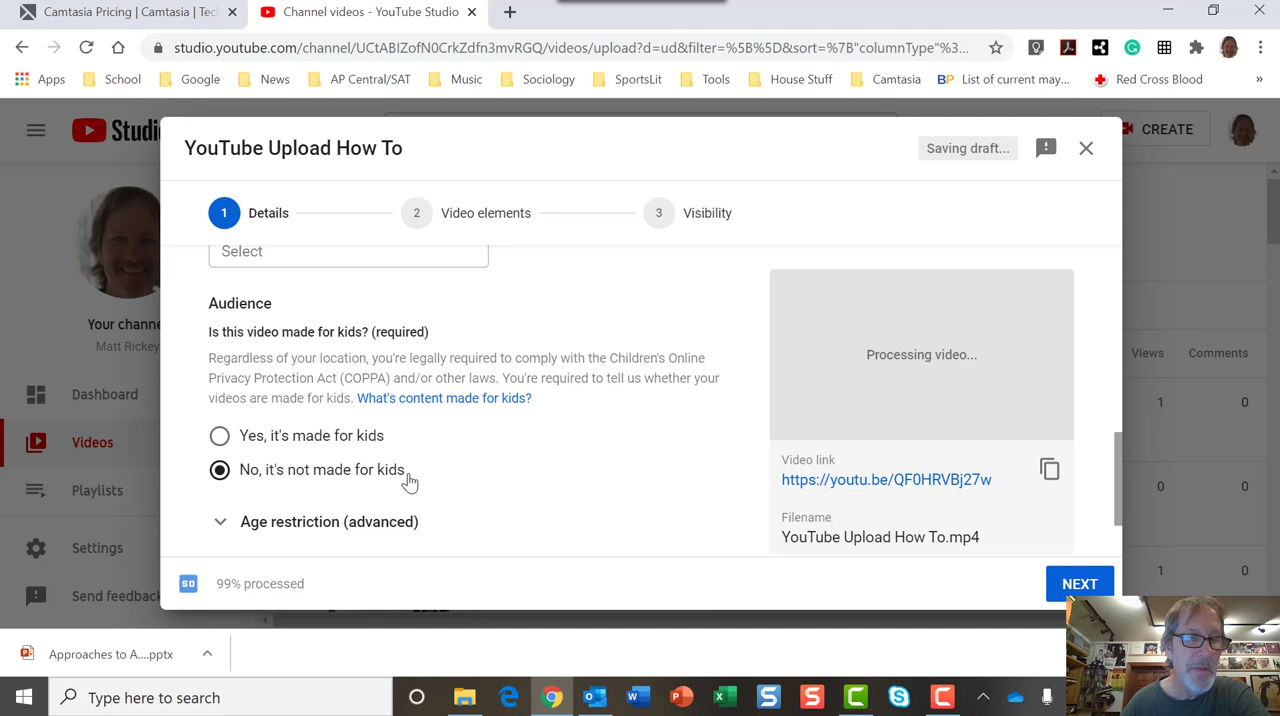 Camtasia Pricing | Camtasia | Tech
Channel videos - YouTube Studio
studio.youtube.com/channel/UCtABIZofN0CrkZdfn3mvRGQ/videos/upload?d=ud&filter=%5B%5D&sort=%7B"columnType"%3...
Apps School Google News AP Central/SAT Music Sociology SportsLit Tools House Stuff Camtasia BP List of current may... Red Cross Blood »
Studio
CREATE
YouTube Upload How To
Saving draft...
1 Details
2 Video elements
3 Visibility
Select
Audience
Is this video made for kids? (required)
Regardless of your location, you're legally required to comply with the Children's Online
Privacy Protection Act (COPPA) and/or other laws. You're required to tell us whether your
videos are made for kids. What's content made for kids?
Yes, it's made for kids
No, it's not made for kids
Age restriction (advanced)
Processing video...
Video link
https://youtu.be/QF0HRVBj27w
Filename
YouTube Upload How To.mp4
SD 99% processed
NEXT
Your chann
Matt Rickey
Dashboard
Videos
Playlists
Settings
Send feedback
Views Comments
1 0
0 0
1 0
Approaches to A....pptx
Type here to search